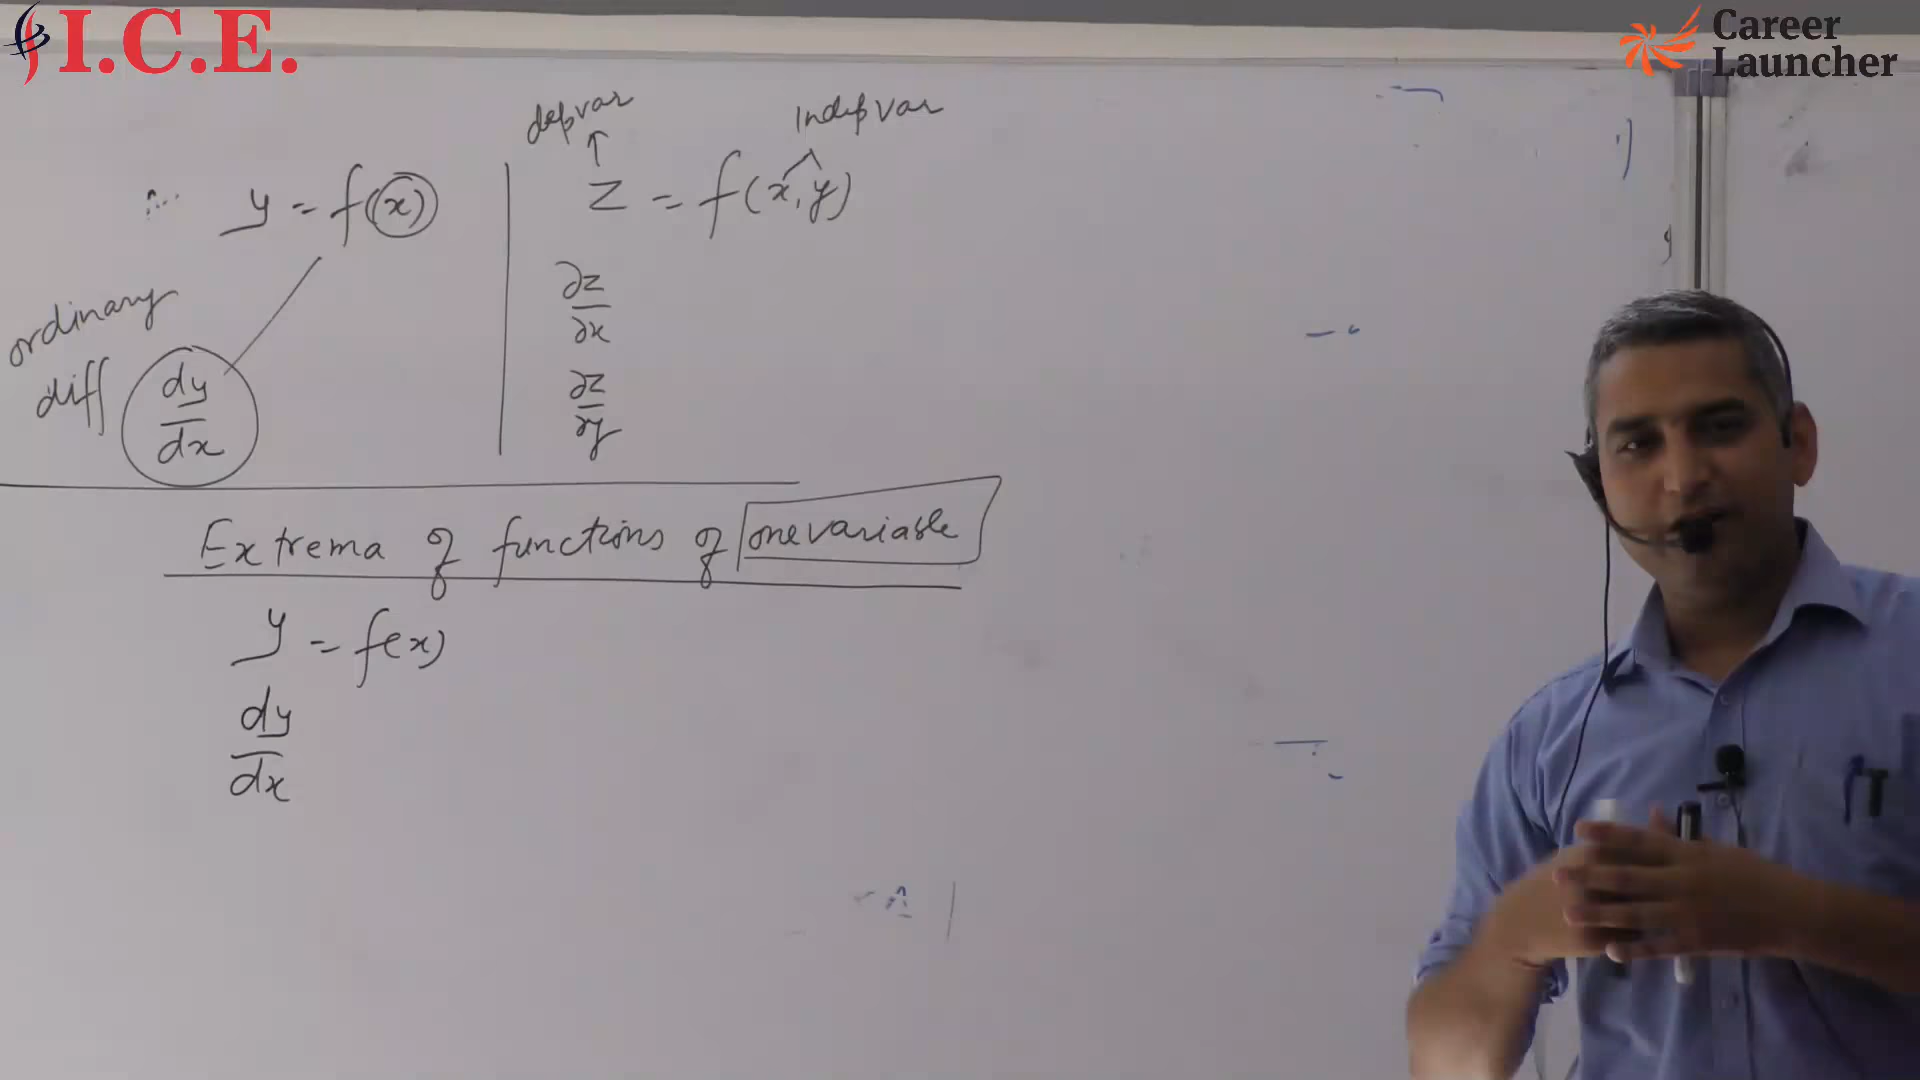 I.C.E.
Career
Launcher
y = f(x)
ordinary
diff
dy
dx
dep var
↑
Indep var
z = f(x, y)
∂z
∂x
∂z
∂y
Extrema of functions of one variable
y = f(x)
dy
dx